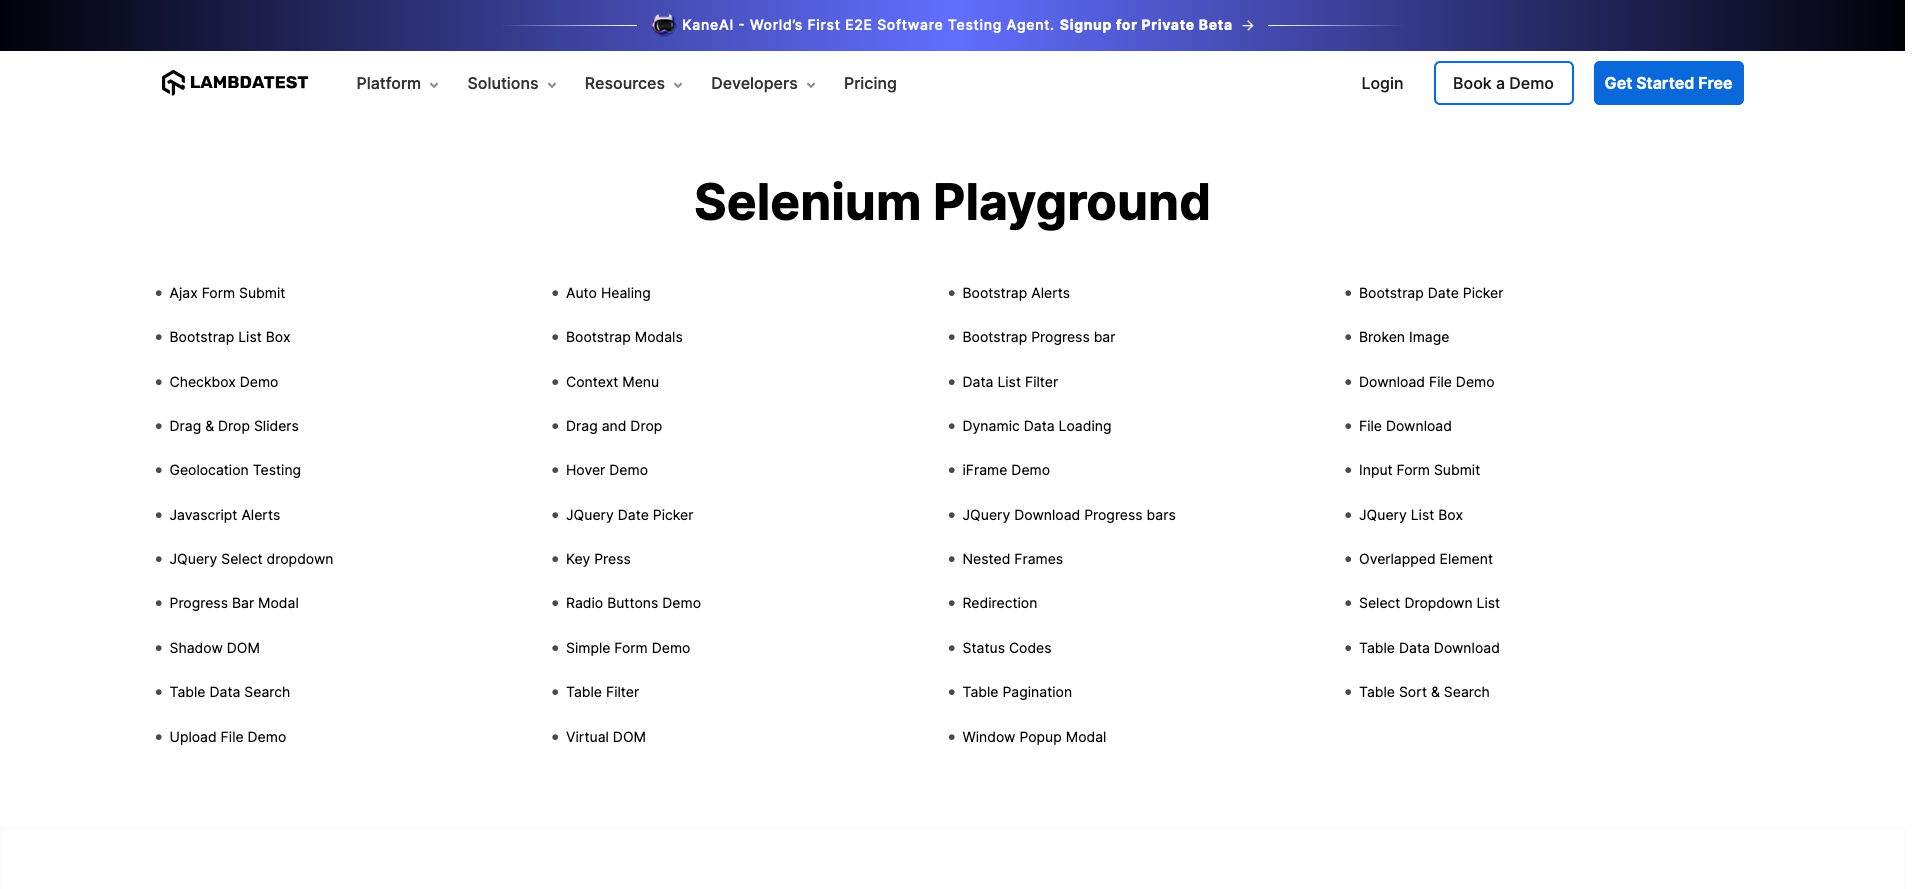 KaneAI - World's First E2E Software Testing Agent. Signup for Private Beta →
LAMBDATEST Platform Solutions Resources Developers Pricing Login Book a Demo Get Started Free
Selenium Playground
Ajax Form Submit Auto Healing Bootstrap Alerts Bootstrap Date Picker
Bootstrap List Box Bootstrap Modals Bootstrap Progress bar Broken Image
Checkbox Demo Context Menu Data List Filter Download File Demo
Drag & Drop Sliders Drag and Drop Dynamic Data Loading File Download
Geolocation Testing Hover Demo iFrame Demo Input Form Submit
Javascript Alerts JQuery Date Picker JQuery Download Progress bars JQuery List Box
JQuery Select dropdown Key Press Nested Frames Overlapped Element
Progress Bar Modal Radio Buttons Demo Redirection Select Dropdown List
Shadow DOM Simple Form Demo Status Codes Table Data Download
Table Data Search Table Filter Table Pagination Table Sort & Search
Upload File Demo Virtual DOM Window Popup Modal